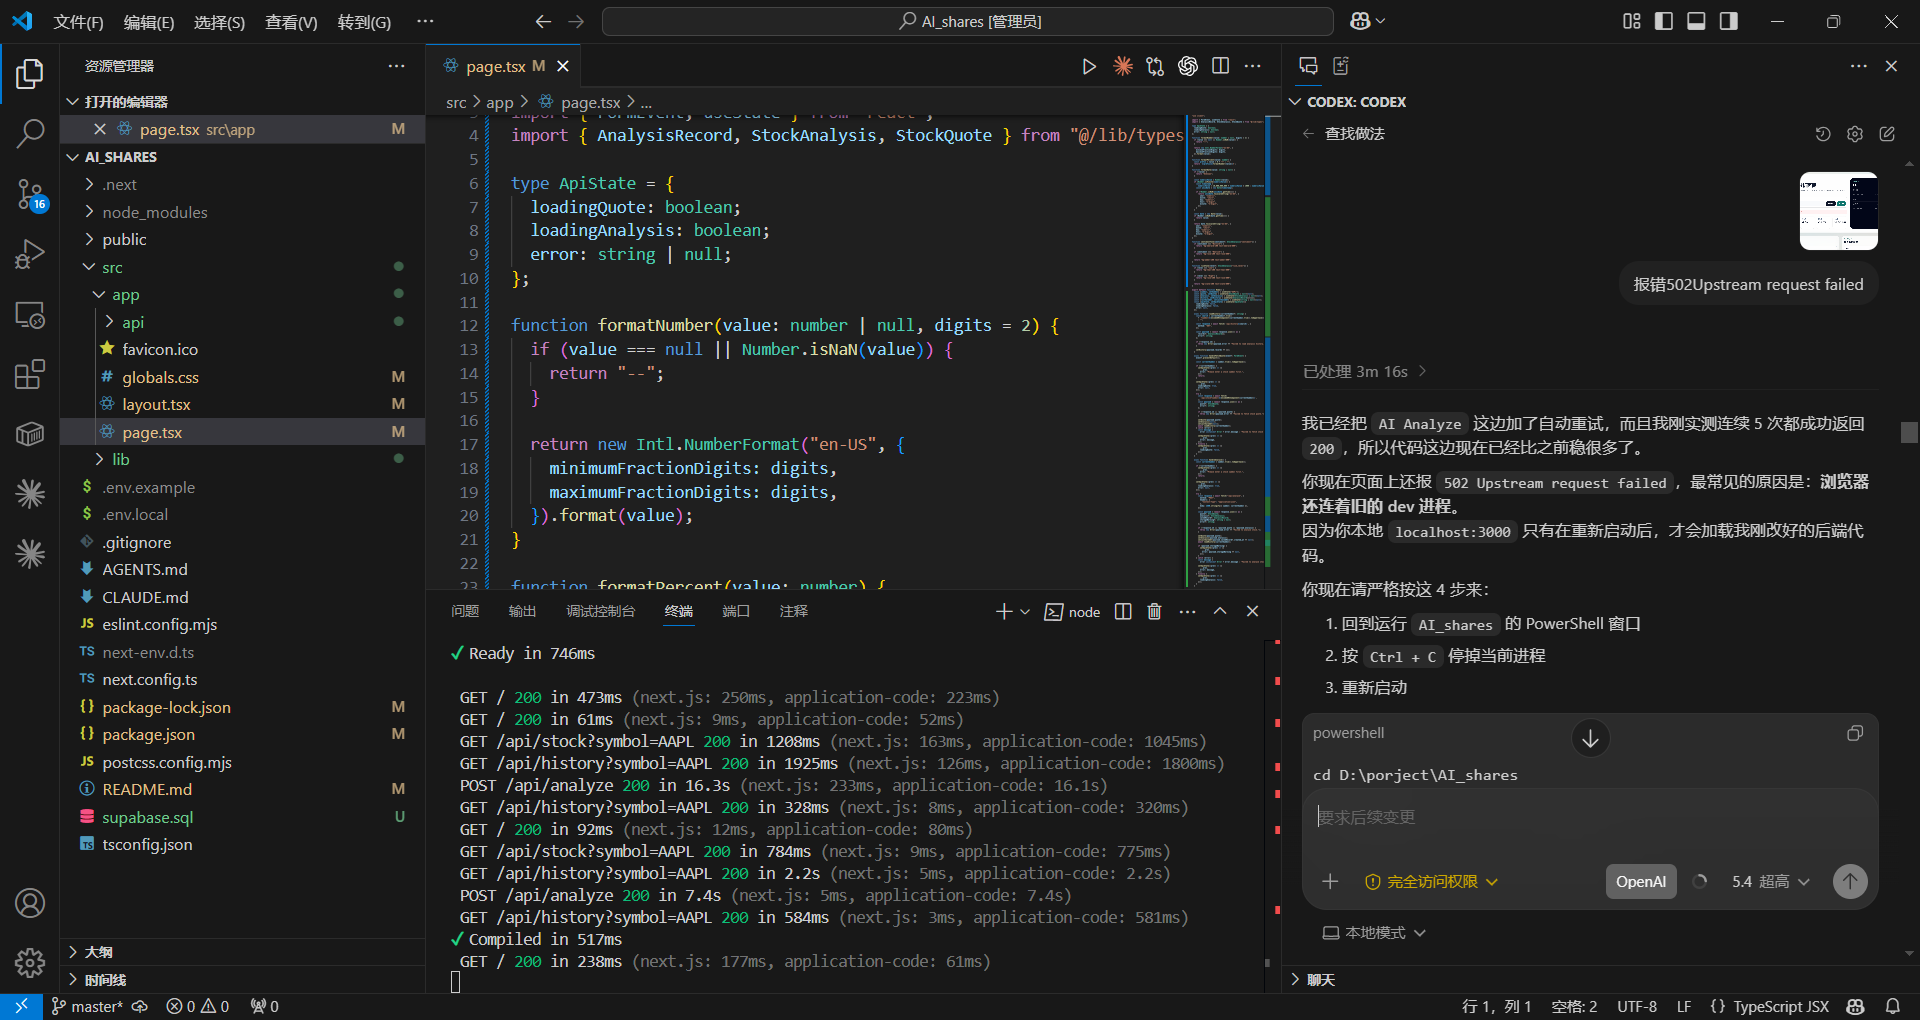 文件(F) 编辑(E) 选择(S) 查看(V) 转到(G) ··· AI_shares [管理员]
资源管理器 ···
打开的编辑器
page.tsx src\app M
AI_SHARES
.next
node_modules
public
src
app
api
favicon.ico
# globals.css M
layout.tsx M
page.tsx M
lib
$ .env.example
$ .env.local
.gitignore
AGENTS.md
CLAUDE.md
JS eslint.config.mjs
TS next-env.d.ts
TS next.config.ts
{} package-lock.json M
{} package.json M
JS postcss.config.mjs
README.md M
supabase.sql U
TS tsconfig.json
大纲
时间线
16
page.tsx M
src > app > page.tsx > ...
4 import { AnalysisRecord, StockAnalysis, StockQuote } from "@/lib/types
5
6 type ApiState = {
7 loadingQuote: boolean;
8 loadingAnalysis: boolean;
9 error: string | null;
10 };
11
12 function formatNumber(value: number | null, digits = 2) {
13 if (value === null || Number.isNaN(value)) {
14 return "--";
15 }
16
17 return new Intl.NumberFormat("en-US", {
18 minimumFractionDigits: digits,
19 maximumFractionDigits: digits,
20 }).format(value);
21 }
22
23 function formatPercent(value: number) {
问题 输出 调试控制台 终端 端口 注释 node
✓ Ready in 746ms
GET / 200 in 473ms (next.js: 250ms, application-code: 223ms)
GET / 200 in 61ms (next.js: 9ms, application-code: 52ms)
GET /api/stock?symbol=AAPL 200 in 1208ms (next.js: 163ms, application-code: 1045ms)
GET /api/history?symbol=AAPL 200 in 1925ms (next.js: 126ms, application-code: 1800ms)
POST /api/analyze 200 in 16.3s (next.js: 233ms, application-code: 16.1s)
GET /api/history?symbol=AAPL 200 in 328ms (next.js: 8ms, application-code: 320ms)
GET / 200 in 92ms (next.js: 12ms, application-code: 80ms)
GET /api/stock?symbol=AAPL 200 in 784ms (next.js: 9ms, application-code: 775ms)
GET /api/history?symbol=AAPL 200 in 2.2s (next.js: 5ms, application-code: 2.2s)
POST /api/analyze 200 in 7.4s (next.js: 5ms, application-code: 7.4s)
GET /api/history?symbol=AAPL 200 in 584ms (next.js: 3ms, application-code: 581ms)
✓ Compiled in 517ms
GET / 200 in 238ms (next.js: 177ms, application-code: 61ms)
CODEX: CODEX
查找做法
报错502Upstream request failed
已处理 3m 16s
我已经把 AI Analyze 这边加了自动重试，而且我刚实测连续 5 次都成功返回
200，所以代码这边现在已经比之前稳很多了。
你现在页面上还报 502 Upstream request failed，最常见的原因是：浏览器
还连着旧的 dev 进程。
因为你本地 localhost:3000 只有在重新启动后，才会加载我刚改好的后端代
码。
你现在请严格按这 4 步来：
1. 回到运行 AI_shares 的 PowerShell 窗口
2. 按 Ctrl + C 停掉当前进程
3. 重新启动
powershell
cd D:\porject\AI_shares
要求后续变更
完全访问权限 OpenAI 5.4 超高
本地模式
聊天
master* 0 0 0 行 1，列 1 空格: 2 UTF-8 LF {} TypeScript JSX